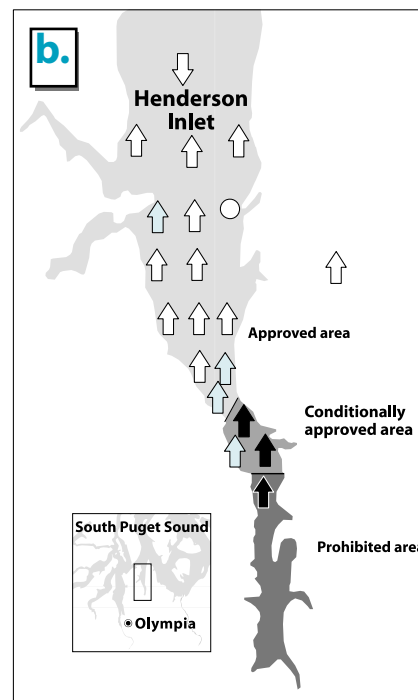 b.
Henderson
Inlet
Approved area
Conditionally
approved area
Prohibited area
South Puget Sound
Olympia